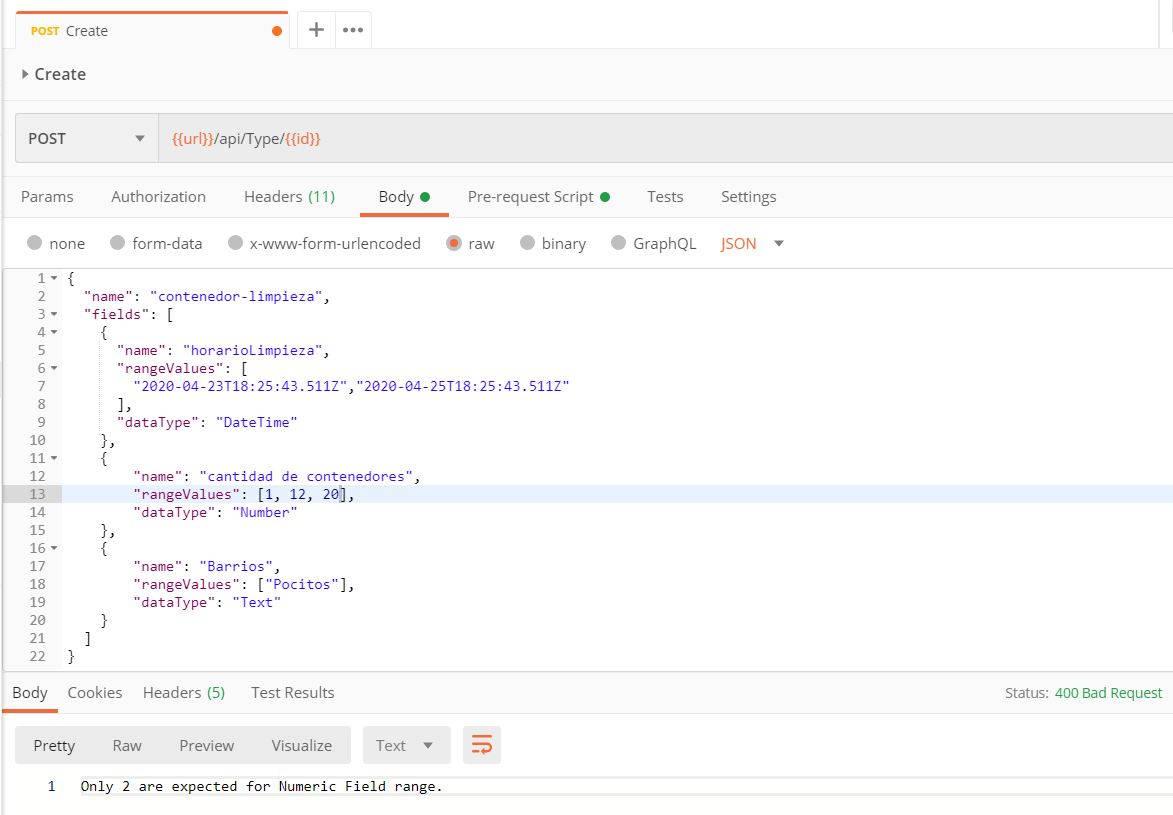 POST Create
Create
POST {{url}}/api/Type/{{id}}
Params Authorization Headers (11) Body Pre-request Script Tests Settings
none form-data x-www-form-urlencoded raw binary GraphQL JSON
1 {
2 "name": "contenedor-limpieza",
3 "fields": [
4 {
5 "name": "horarioLimpieza",
6 "rangeValues": [
7 "2020-04-23T18:25:43.511Z","2020-04-25T18:25:43.511Z"
8 ],
9 "dataType": "DateTime"
10 },
11 {
12 "name": "cantidad de contenedores",
13 "rangeValues": [1, 12, 20],
14 "dataType": "Number"
15 },
16 {
17 "name": "Barrios",
18 "rangeValues": ["Pocitos"],
19 "dataType": "Text"
20 }
21 ]
22 }
Body Cookies Headers (5) Test Results Status: 400 Bad Request
Pretty Raw Preview Visualize Text
1 Only 2 are expected for Numeric Field range.